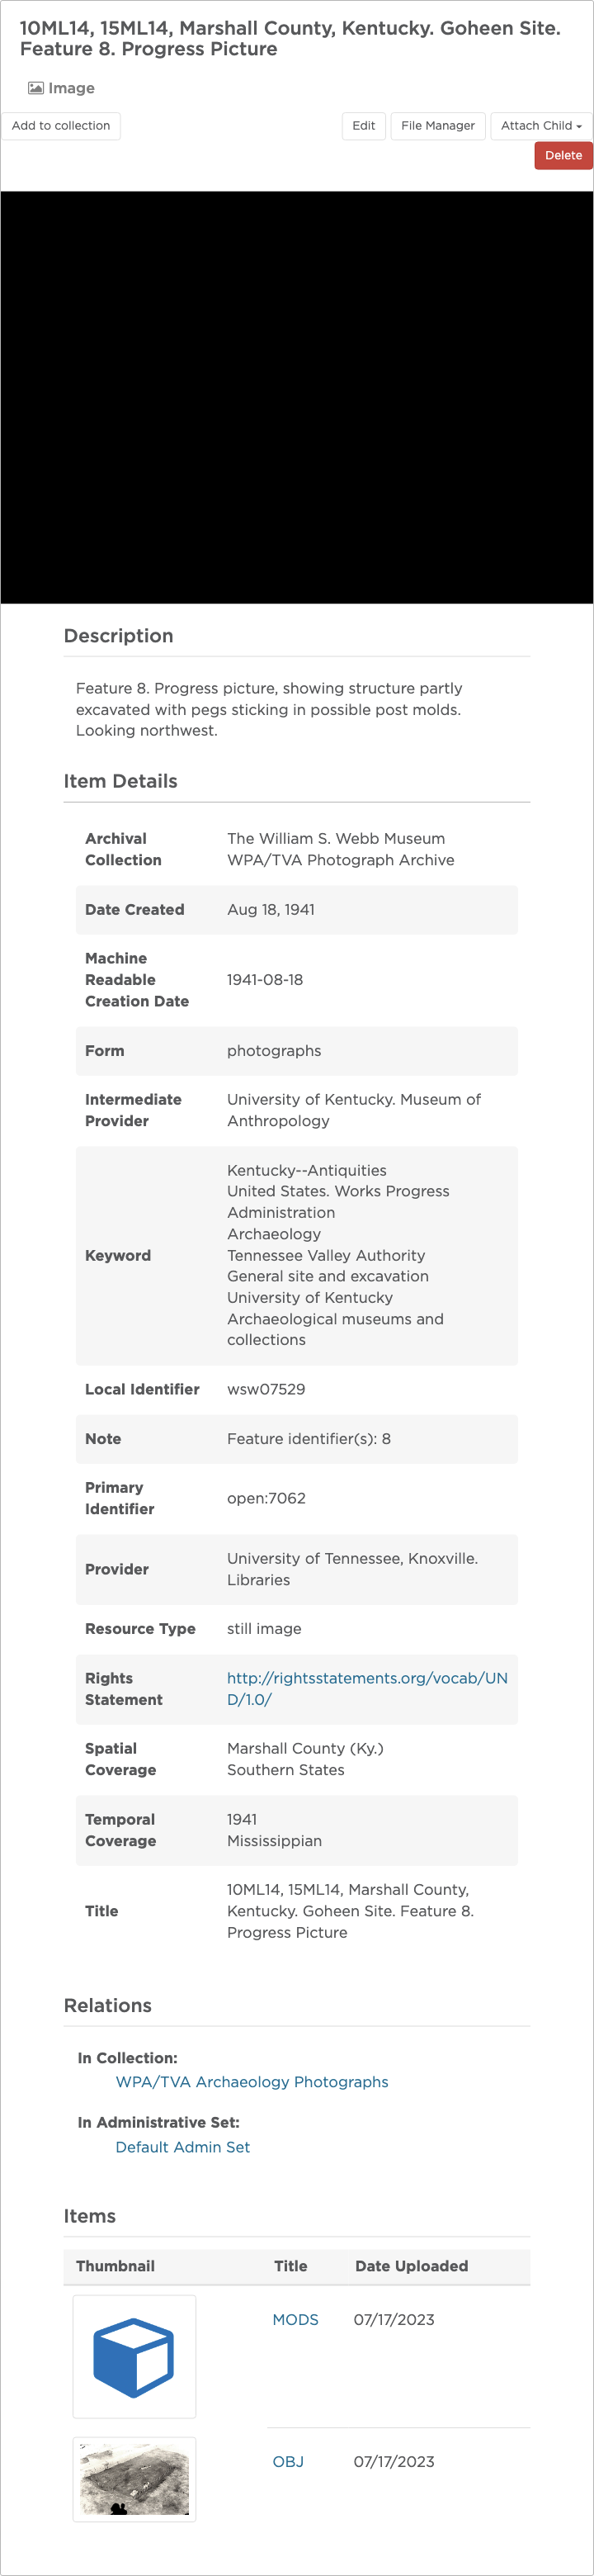 10ML14, 15ML14, Marshall County, Kentucky. Goheen Site.
Feature 8. Progress Picture
Image
Add to collection
Edit
File Manager
Attach Child
Delete
Description
Feature 8. Progress picture, showing structure partly
excavated with pegs sticking in possible post molds.
Looking northwest.
Item Details
Archival
Collection
The William S. Webb Museum
WPA/TVA Photograph Archive
Date Created
Aug 18, 1941
Machine
Readable
Creation Date
1941-08-18
Form
photographs
Intermediate
Provider
University of Kentucky. Museum of
Anthropology
Keyword
Kentucky--Antiquities
United States. Works Progress
Administration
Archaeology
Tennessee Valley Authority
General site and excavation
University of Kentucky
Archaeological museums and
collections
Local Identifier
wsw07529
Note
Feature identifier(s): 8
Primary
Identifier
open:7062
Provider
University of Tennessee, Knoxville.
Libraries
Resource Type
still image
Rights
Statement
http://rightsstatements.org/vocab/UN
D/1.0/
Spatial
Coverage
Marshall County (Ky.)
Southern States
Temporal
Coverage
1941
Mississippian
Title
10ML14, 15ML14, Marshall County,
Kentucky. Goheen Site. Feature 8.
Progress Picture
Relations
In Collection:
WPA/TVA Archaeology Photographs
In Administrative Set:
Default Admin Set
Items
Thumbnail
Title
Date Uploaded
MODS
07/17/2023
OBJ
07/17/2023